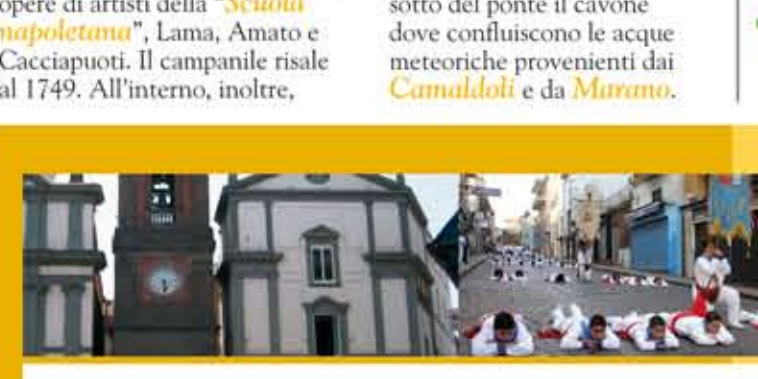 opere di artisti della "Scuola
napoletana", Lama, Amato e
Cacciapuoti. Il campanile risale
al 1749. All'interno, inoltre,
sotto del ponte il cavone
dove confluiscono le acque
meteoriche provenienti dai
Camaldoli e da Marano.